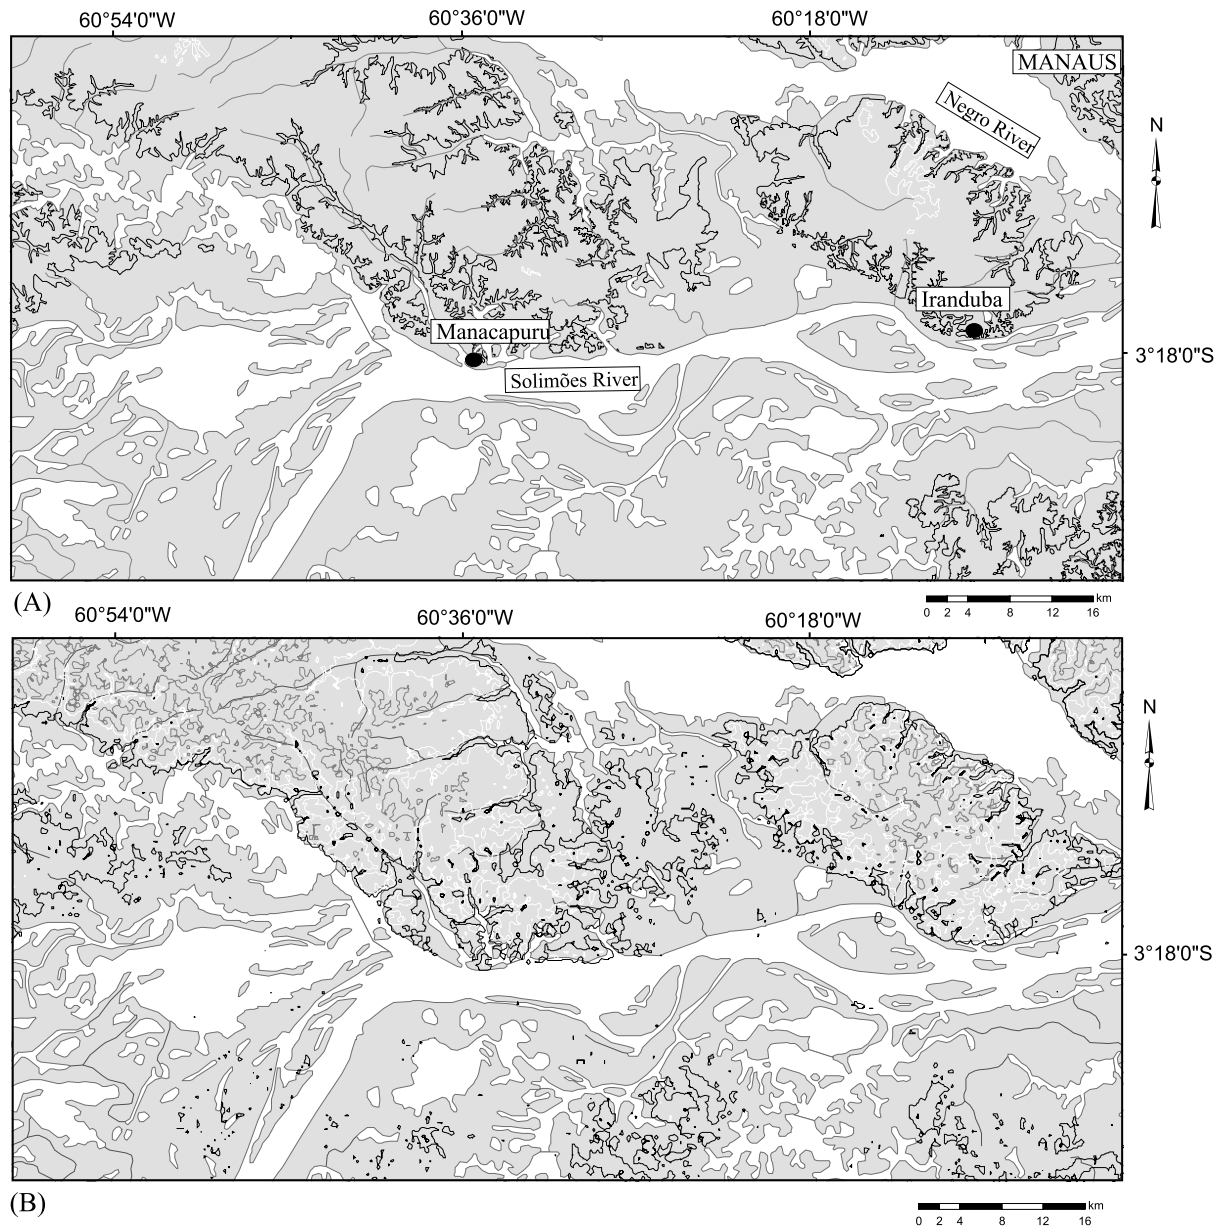 60°54'0"W 60°36'0"W 60°18'0"W
MANAUS
Negro River
N
Iranduba
Manacapuru
3°18'0"S
Solimões River
(A)
km
0 2 4 8 12 16
60°54'0"W 60°36'0"W 60°18'0"W
N
3°18'0"S
(B)
km
0 2 4 8 12 16